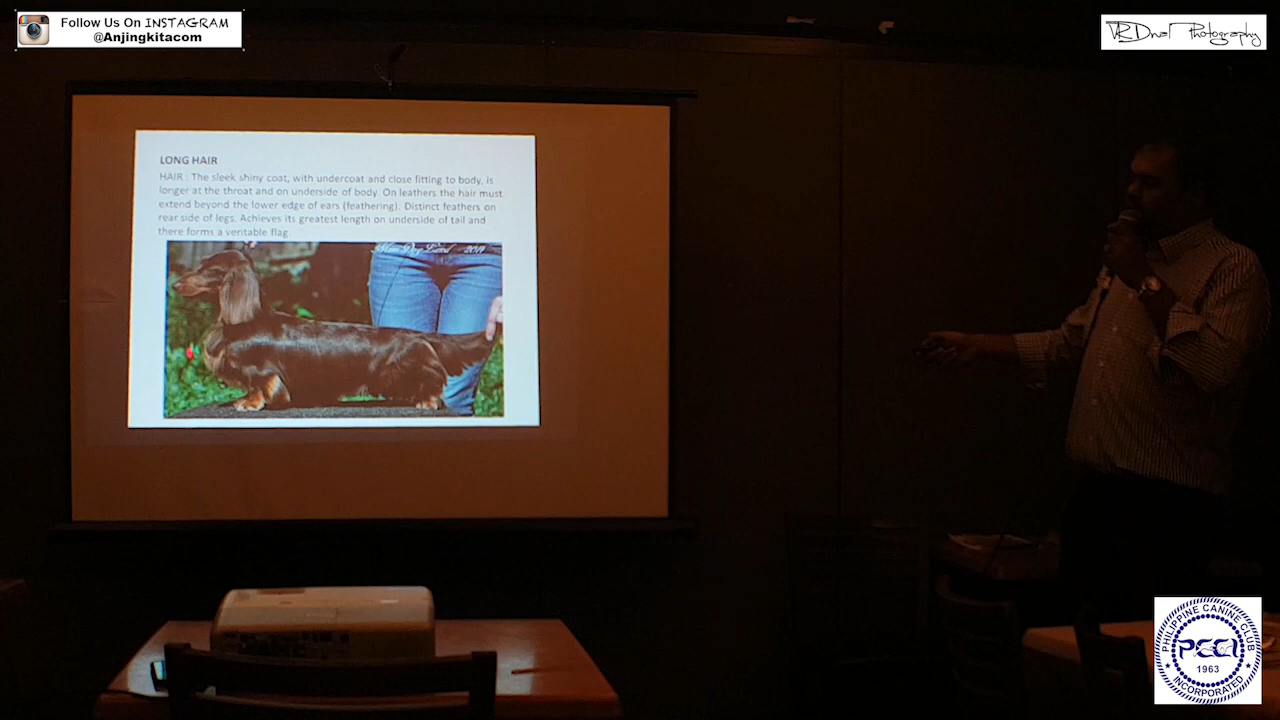 Follow Us On INSTAGRAM
@Anjingkitacom
VRDnal Photography
LONG HAIR
HAIR : The sleek shiny coat, with undercoat and close fitting to body, is
longer at the throat and on underside of body. On leathers the hair must
extend beyond the lower edge of ears (feathering). Distinct feathers on
rear side of legs. Achieves its greatest length on underside of tail and
there forms a veritable flag.
PHILIPPINE CANINE CLUB
PCCI
1963
INCORPORATED